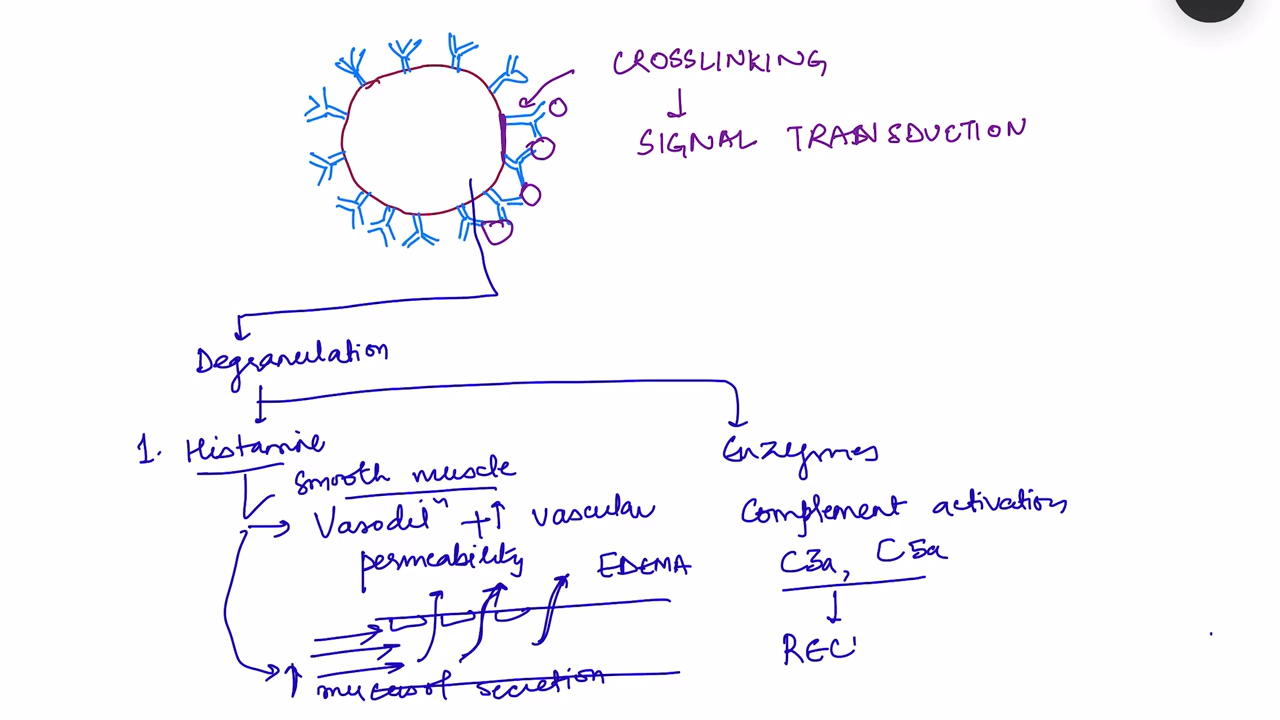 CROSSLINKING
SIGNAL TRANSDUCTION
Degranulation
1. Histamine
Smooth muscle
Vasodilⁿ + ↑ vascular
permeability
EDEMA
↑ mucus of secretion
Enzymes
Complement activation
C3a, C5a
REC